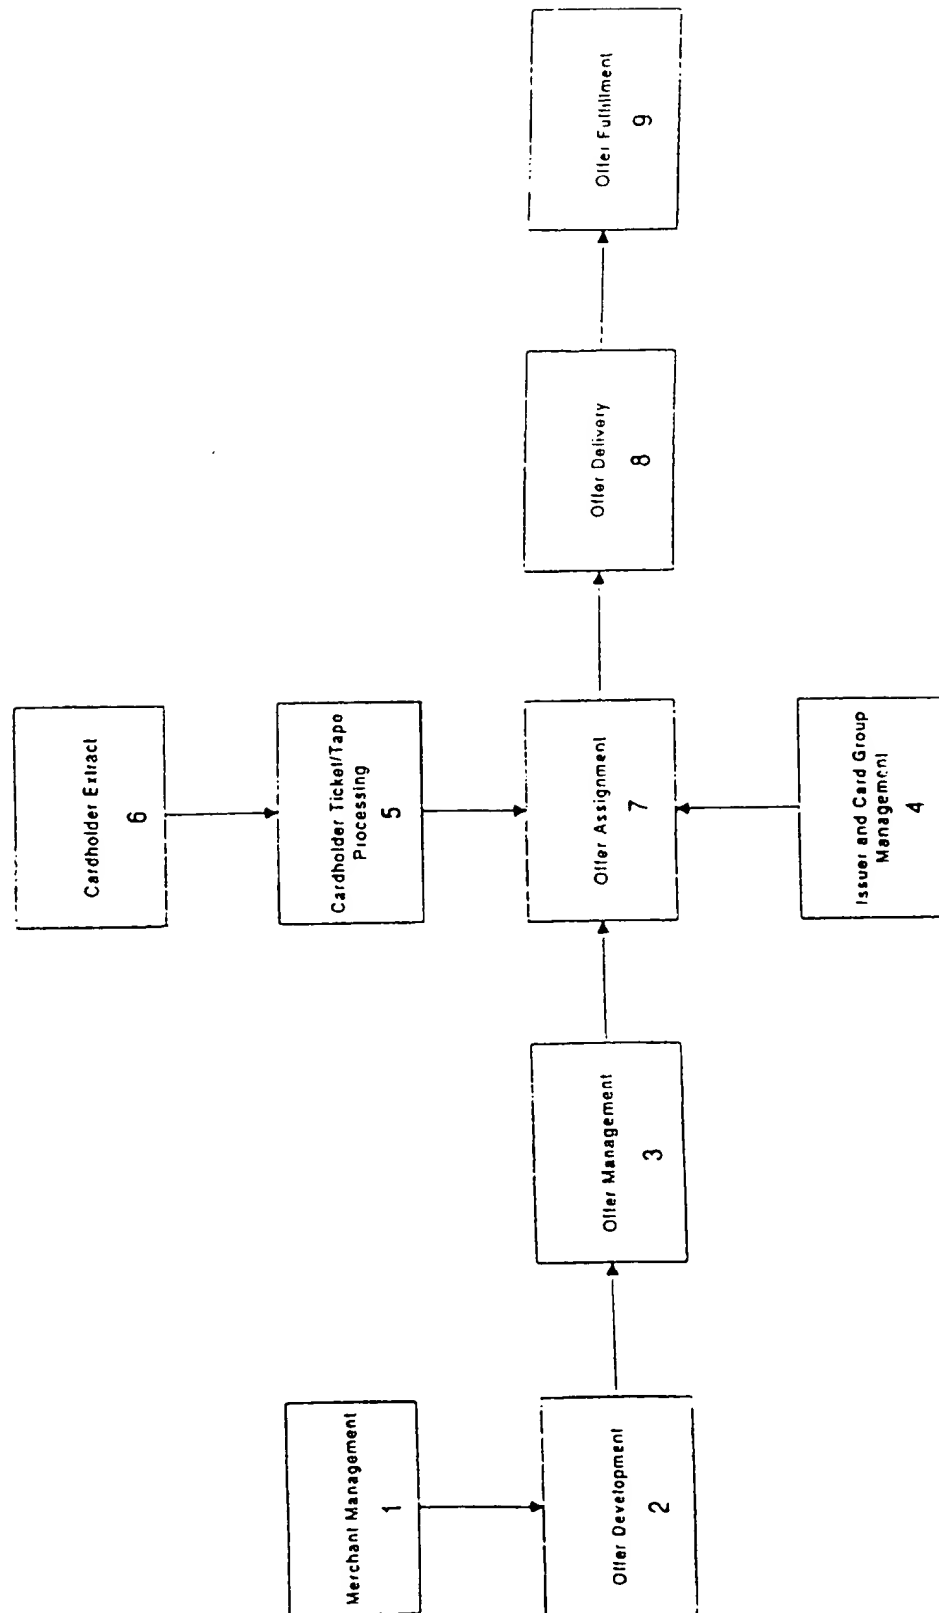 Merchant Management
1
Offer Development
2
Offer Management
3
Cardholder Extract
6
Cardholder Ticket/Tape
Processing
5
Offer Assignment
7
Issuer and Card Group
Management
4
Offer Delivery
8
Offer Fulfillment
9